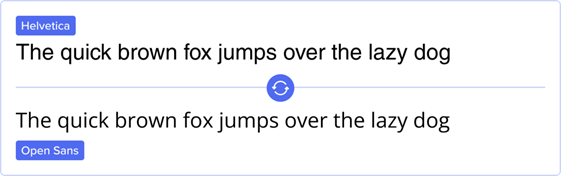 Helvetica
The quick brown fox jumps over the lazy dog
The quick brown fox jumps over the lazy dog
Open Sans